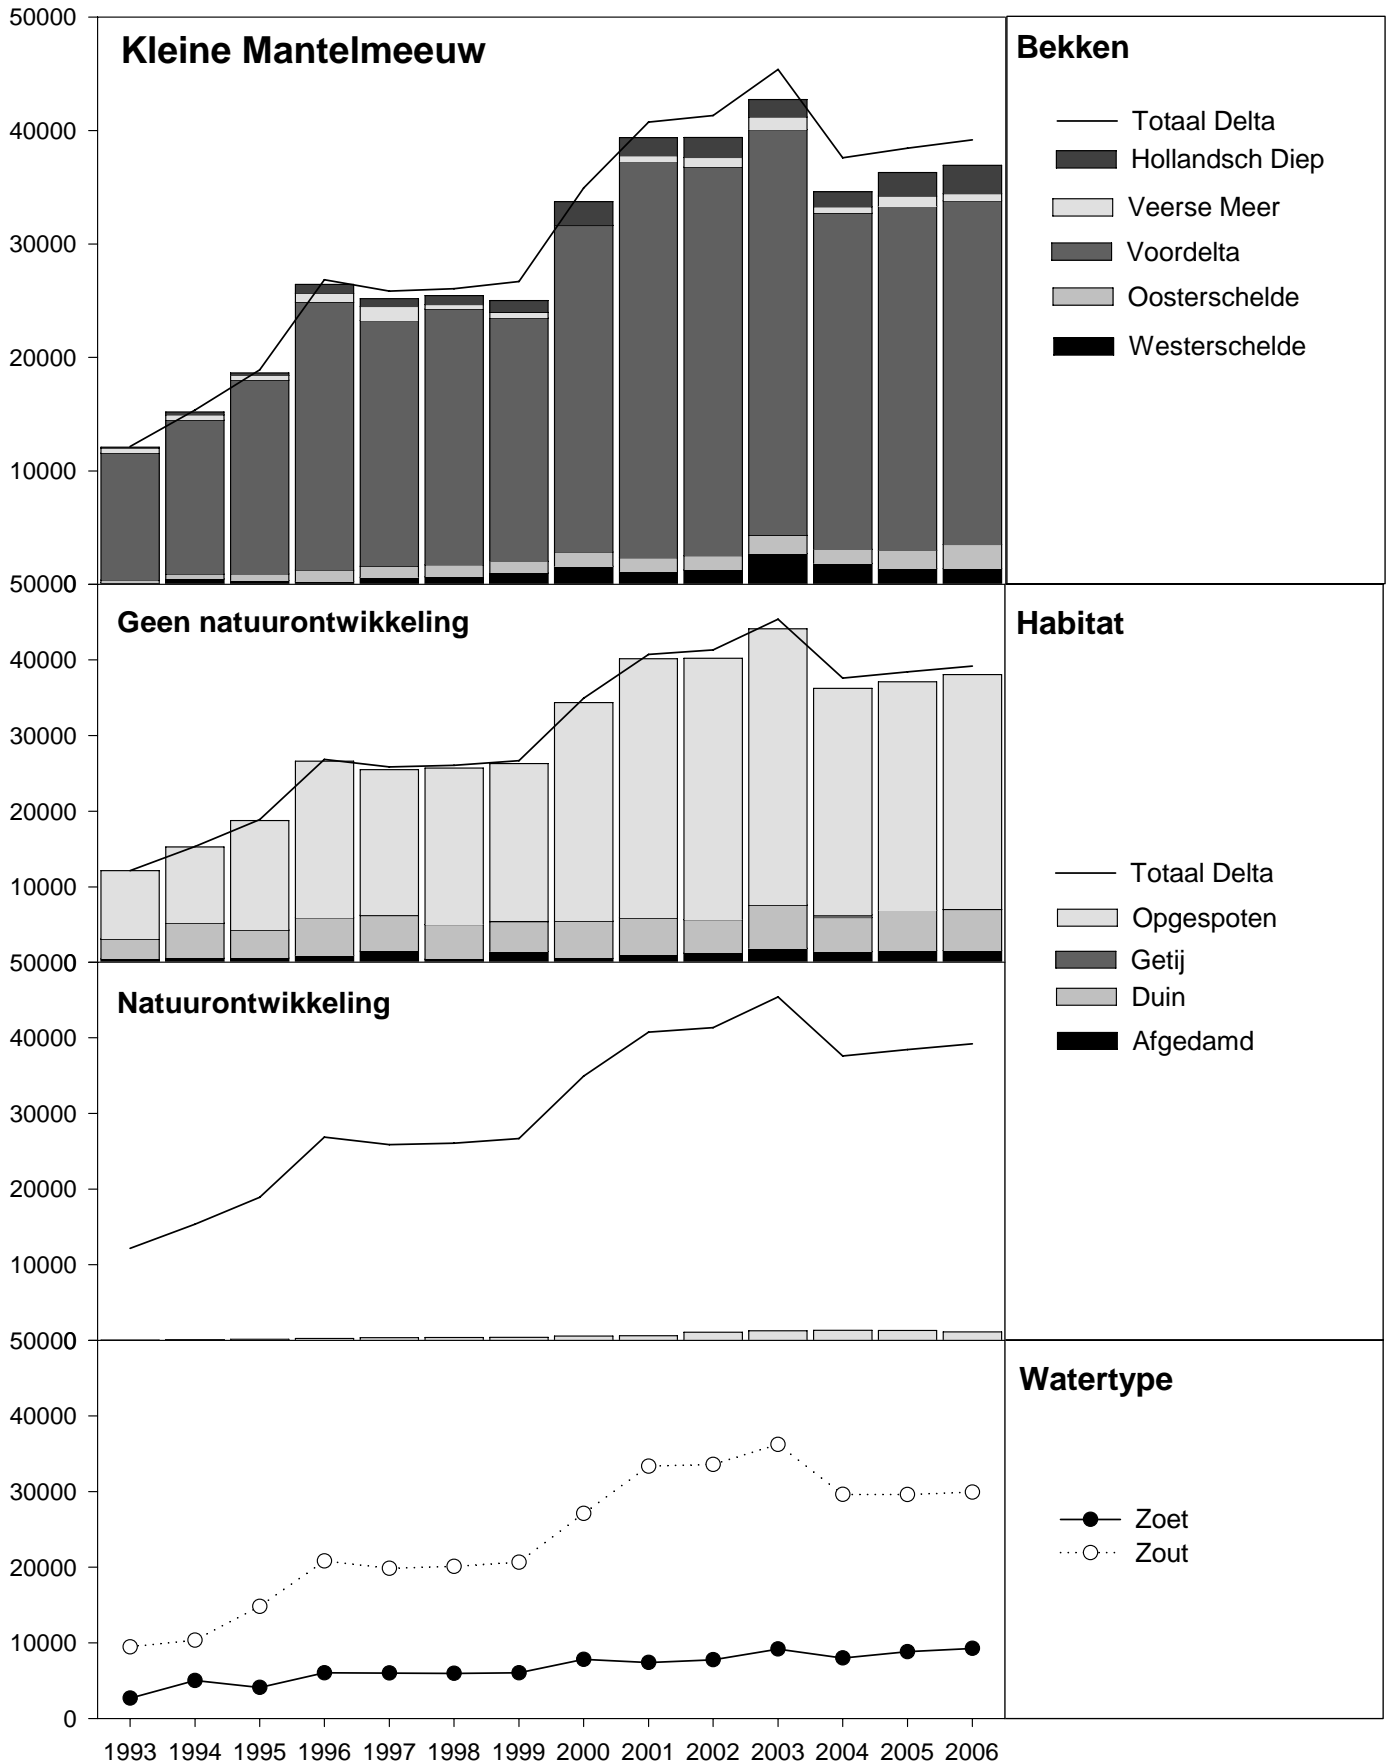 50000
Kleine Mantelmeeuw
40000
30000
20000
10000
Bekken
Totaal Delta
Hollandsch Diep
Veerse Meer
Voordelta
Oosterschelde
Westerschelde
500000
Geen natuurontwikkeling
40000
30000
20000
10000
Habitat
Totaal Delta
Opgespoten
Getij
Duin
Afgedamd
500000
Natuurontwikkeling
40000
30000
20000
10000
500000
40000
30000
20000
10000
0
Watertype
Zoet
Zout
1993 1994 1995 1996 1997 1998 1999 2000 2001 2002 2003 2004 2005 2006